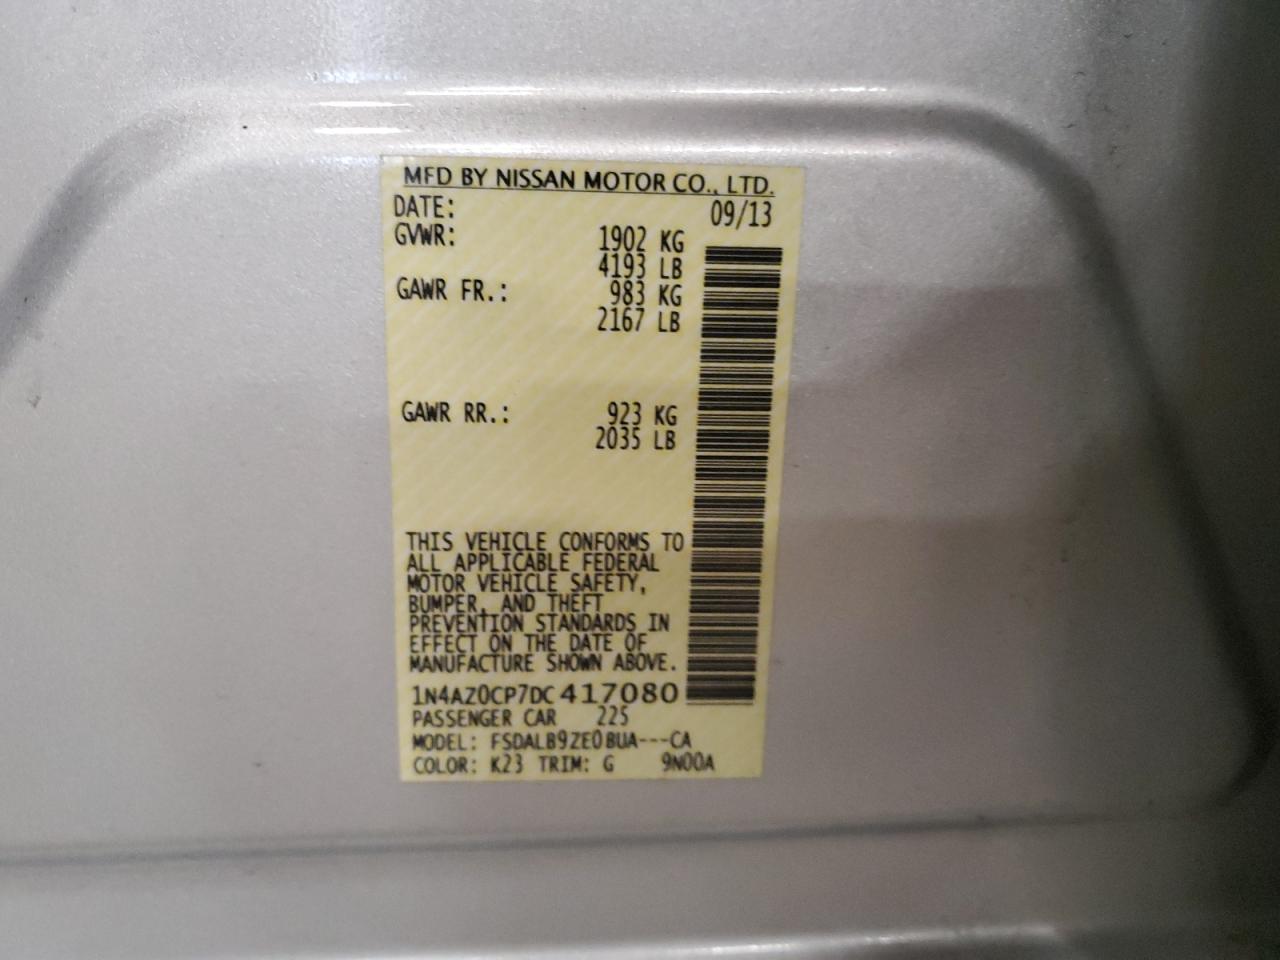 MFD BY NISSAN MOTOR CO., LTD.
DATE: 09/13
GVWR: 1902 KG
4193 LB
GAWR FR.: 983 KG
2167 LB
GAWR RR.: 923 KG
2035 LB
THIS VEHICLE CONFORMS TO
ALL APPLICABLE FEDERAL
MOTOR VEHICLE SAFETY,
BUMPER, AND THEFT
PREVENTION STANDARDS IN
EFFECT ON THE DATE OF
MANUFACTURE SHOWN ABOVE.
1N4AZ0CP7DC417080
PASSENGER CAR 225
MODEL: FSDALB9ZE0BUA---CA
COLOR: K23 TRIM: G 9N00A